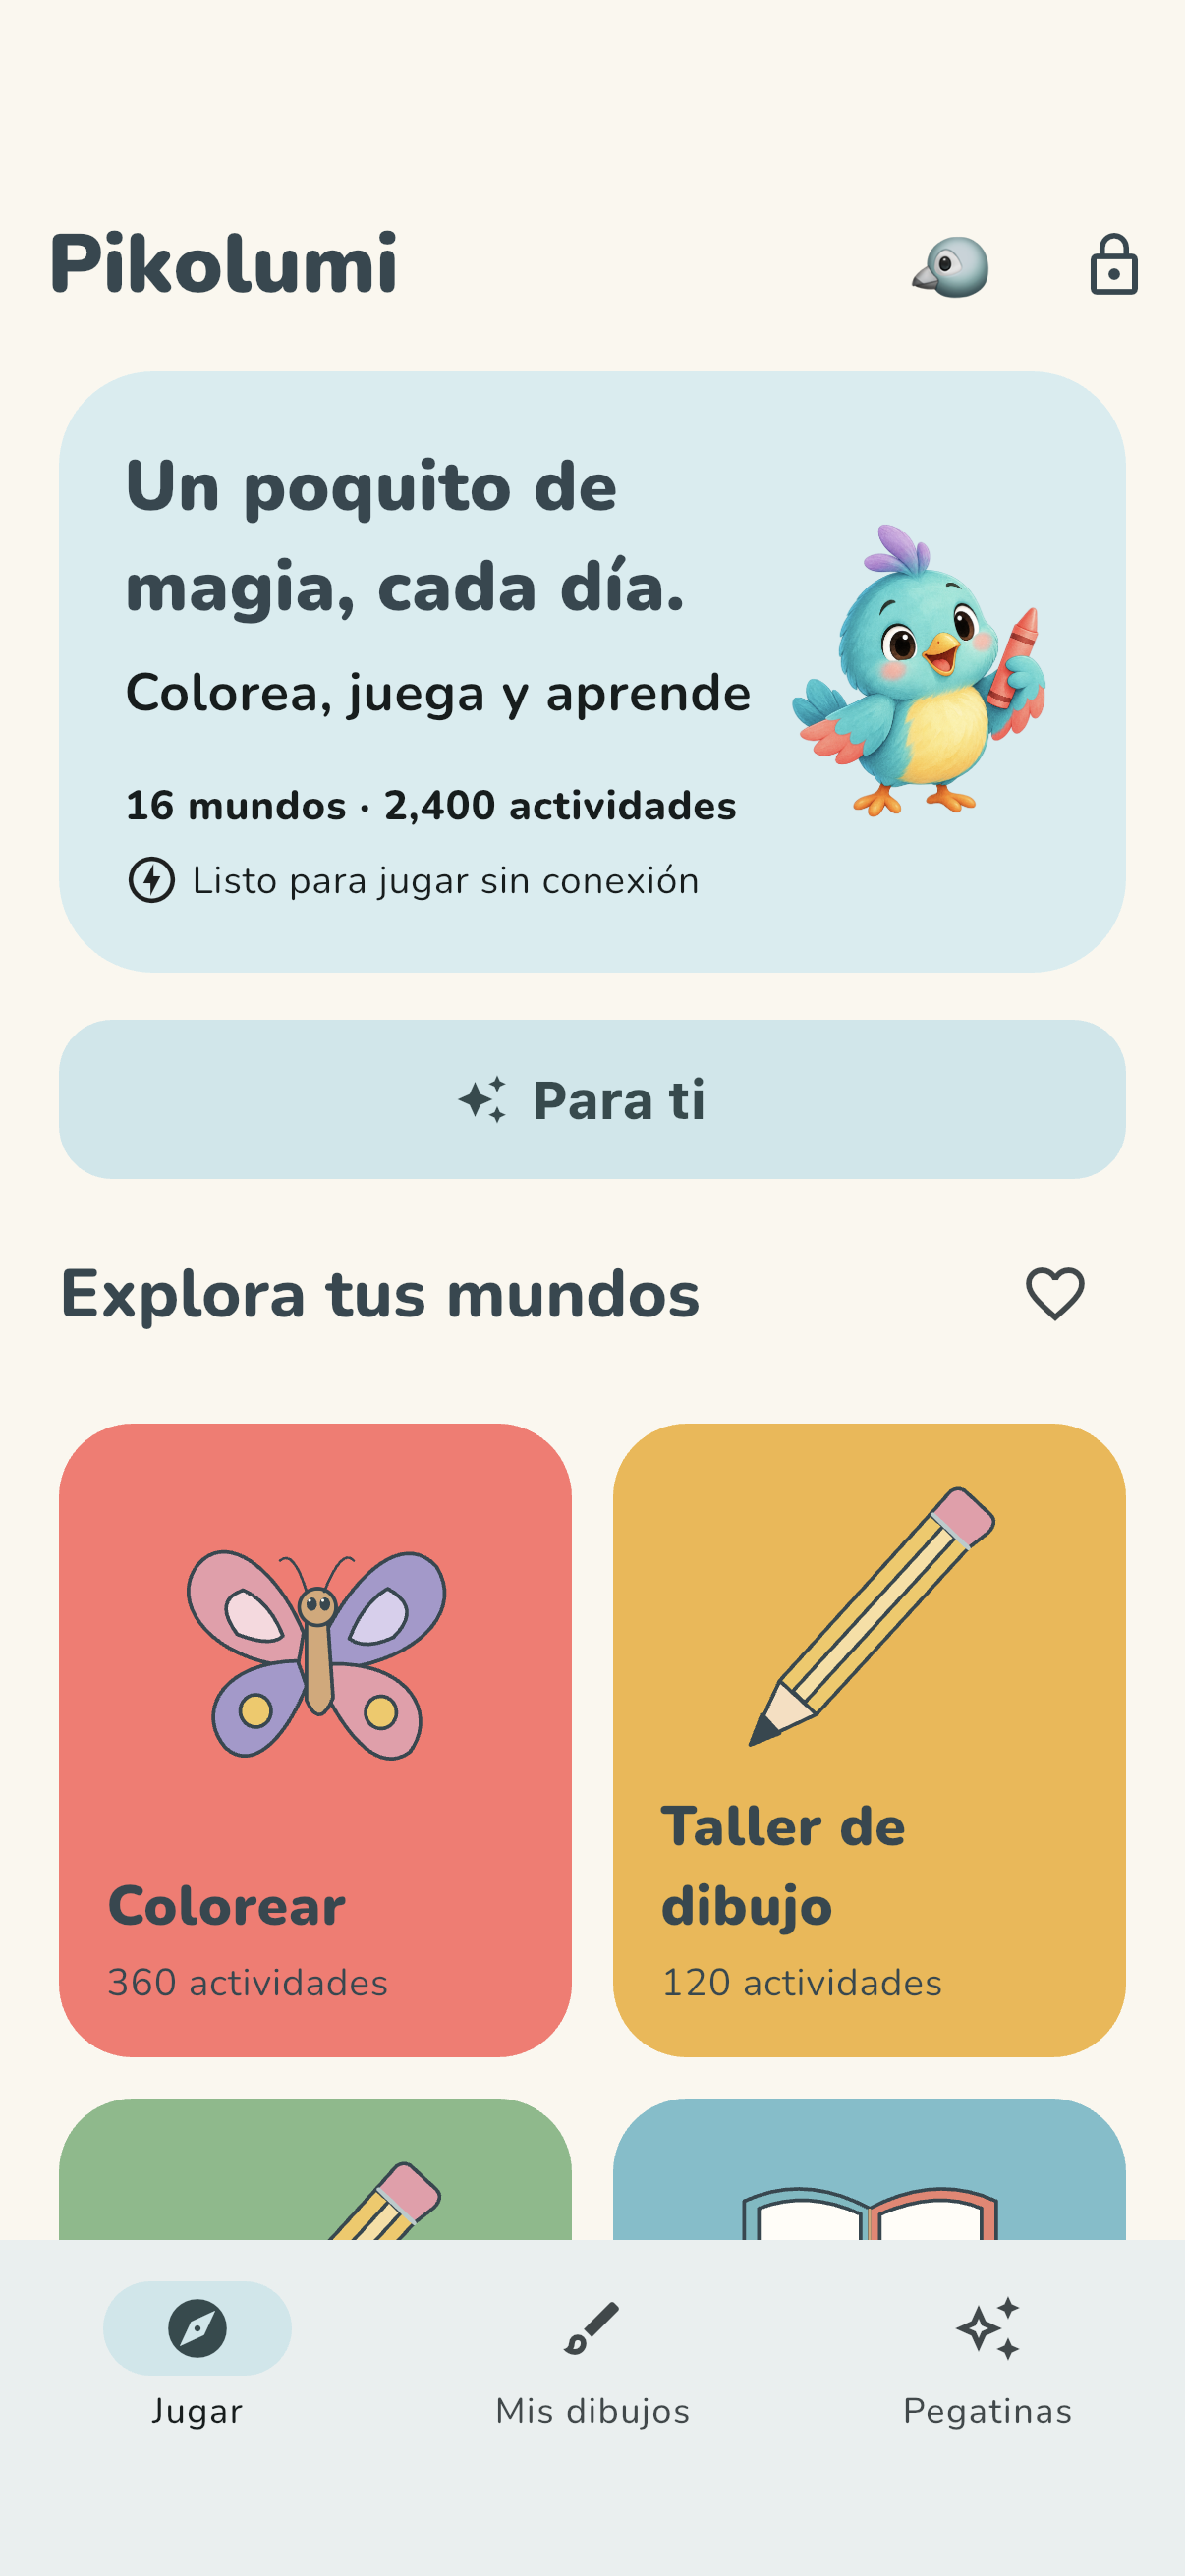 Pikolumi
Un poquito de
magia, cada día.
Colorea, juega y aprende
16 mundos · 2,400 actividades
Listo para jugar sin conexión
Para ti
Explora tus mundos
Colorear
360 actividades
Taller de
dibujo
120 actividades
Jugar
Mis dibujos
Pegatinas